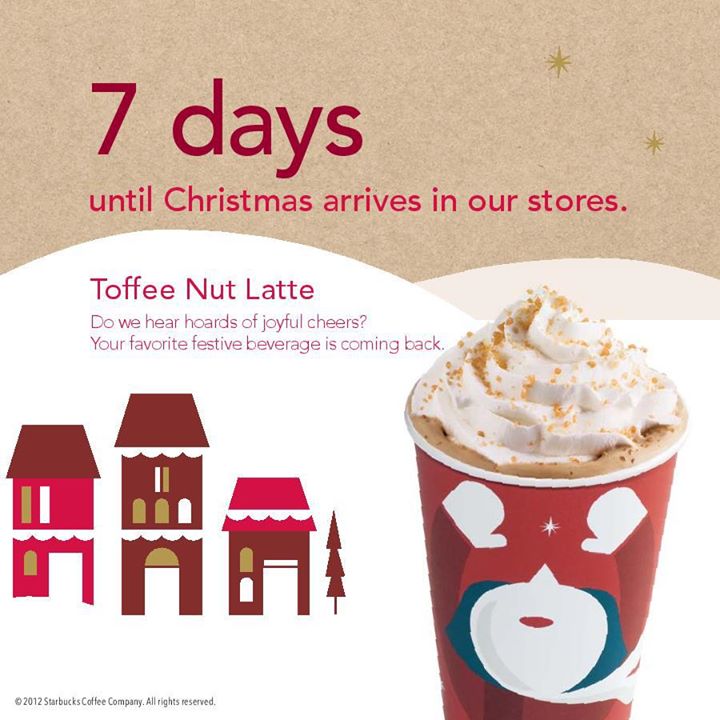 7 days
until Christmas arrives in our stores.
Toffee Nut Latte
Do we hear hoards of joyful cheers?
Your favorite festive beverage is coming back.
© 2012 Starbucks Coffee Company. All rights reserved.